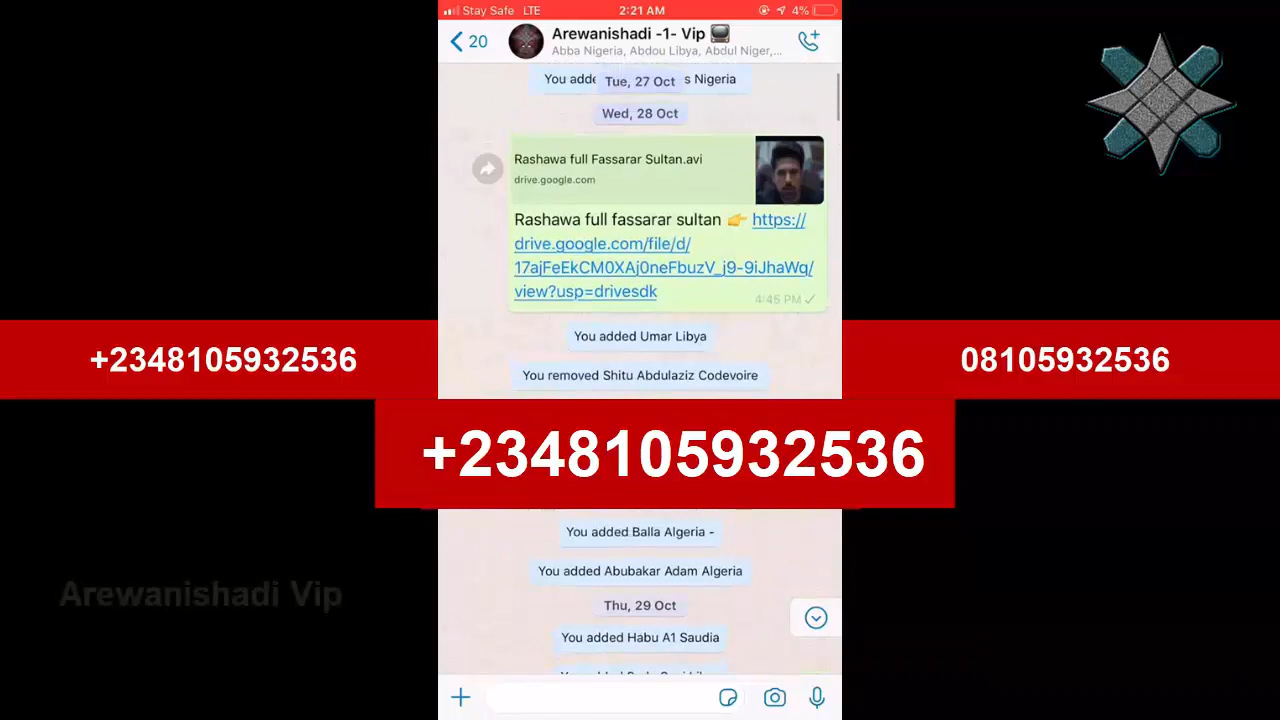 Stay Safe LTE 2:21 AM 4%
20 Arewanishadi -1- Vip
Abba Nigeria, Abdou Libya, Abdul Niger,...
You adde s Nigeria
Tue, 27 Oct
Wed, 28 Oct
Rashawa full Fassarar Sultan.avi
drive.google.com
Rashawa full fassarar sultan 👉 https://
drive.google.com/file/d/
17ajFeEkCM0XAj0neFbuzV_j9-9iJhaWq/
view?usp=drivesdk
4:45 PM
You added Umar Libya
+2348105932536
08105932536
You removed Shitu Abdulaziz Codevoire
+2348105932536
You added Balla Algeria -
You added Abubakar Adam Algeria
Arewanishadi Vip
Thu, 29 Oct
You added Habu A1 Saudia